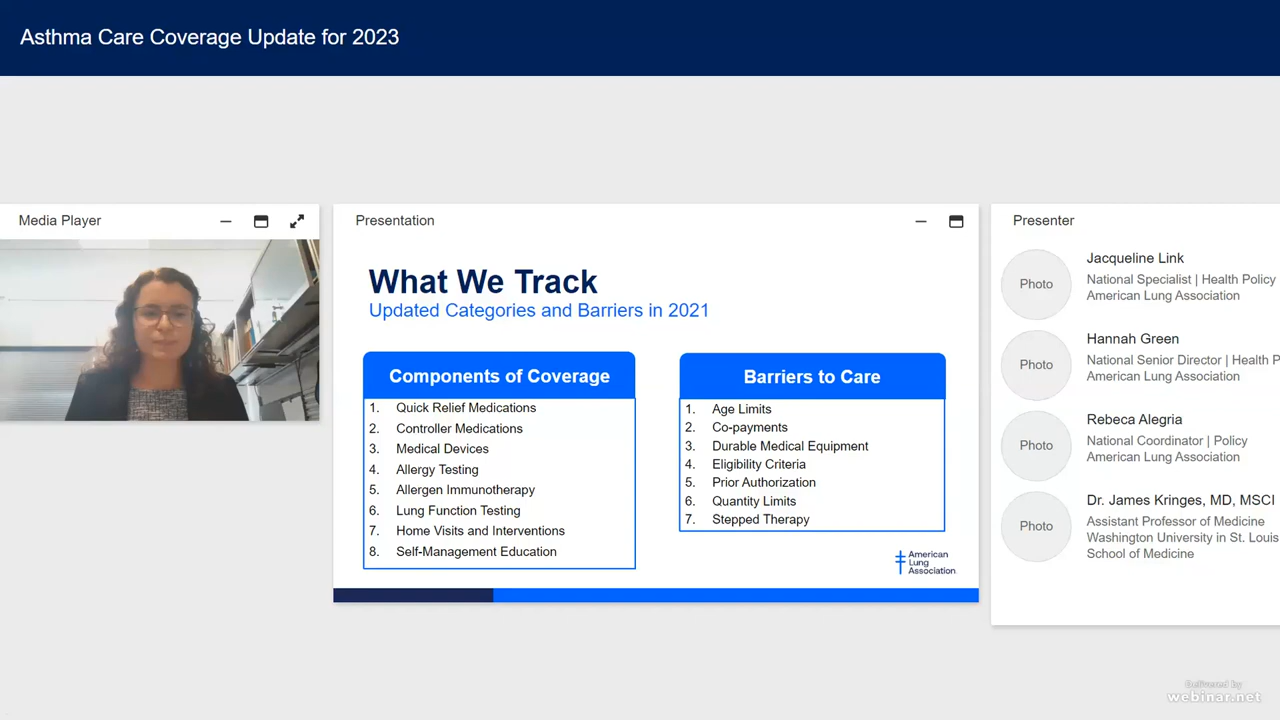 Asthma Care Coverage Update for 2023
Media Player
Presentation
What We Track
Updated Categories and Barriers in 2021
Components of Coverage
1. Quick Relief Medications
2. Controller Medications
3. Medical Devices
4. Allergy Testing
5. Allergen Immunotherapy
6. Lung Function Testing
7. Home Visits and Interventions
8. Self-Management Education
Barriers to Care
1. Age Limits
2. Co-payments
3. Durable Medical Equipment
4. Eligibility Criteria
5. Prior Authorization
6. Quantity Limits
7. Stepped Therapy
American
Lung
Association
Presenter
Photo
Jacqueline Link
National Specialist | Health Policy
American Lung Association
Photo
Hannah Green
National Senior Director | Health P
American Lung Association
Photo
Rebeca Alegria
National Coordinator | Policy
American Lung Association
Photo
Dr. James Kringes, MD, MSCI
Assistant Professor of Medicine
Washington University in St. Louis
School of Medicine
Delivered by
webinar.net